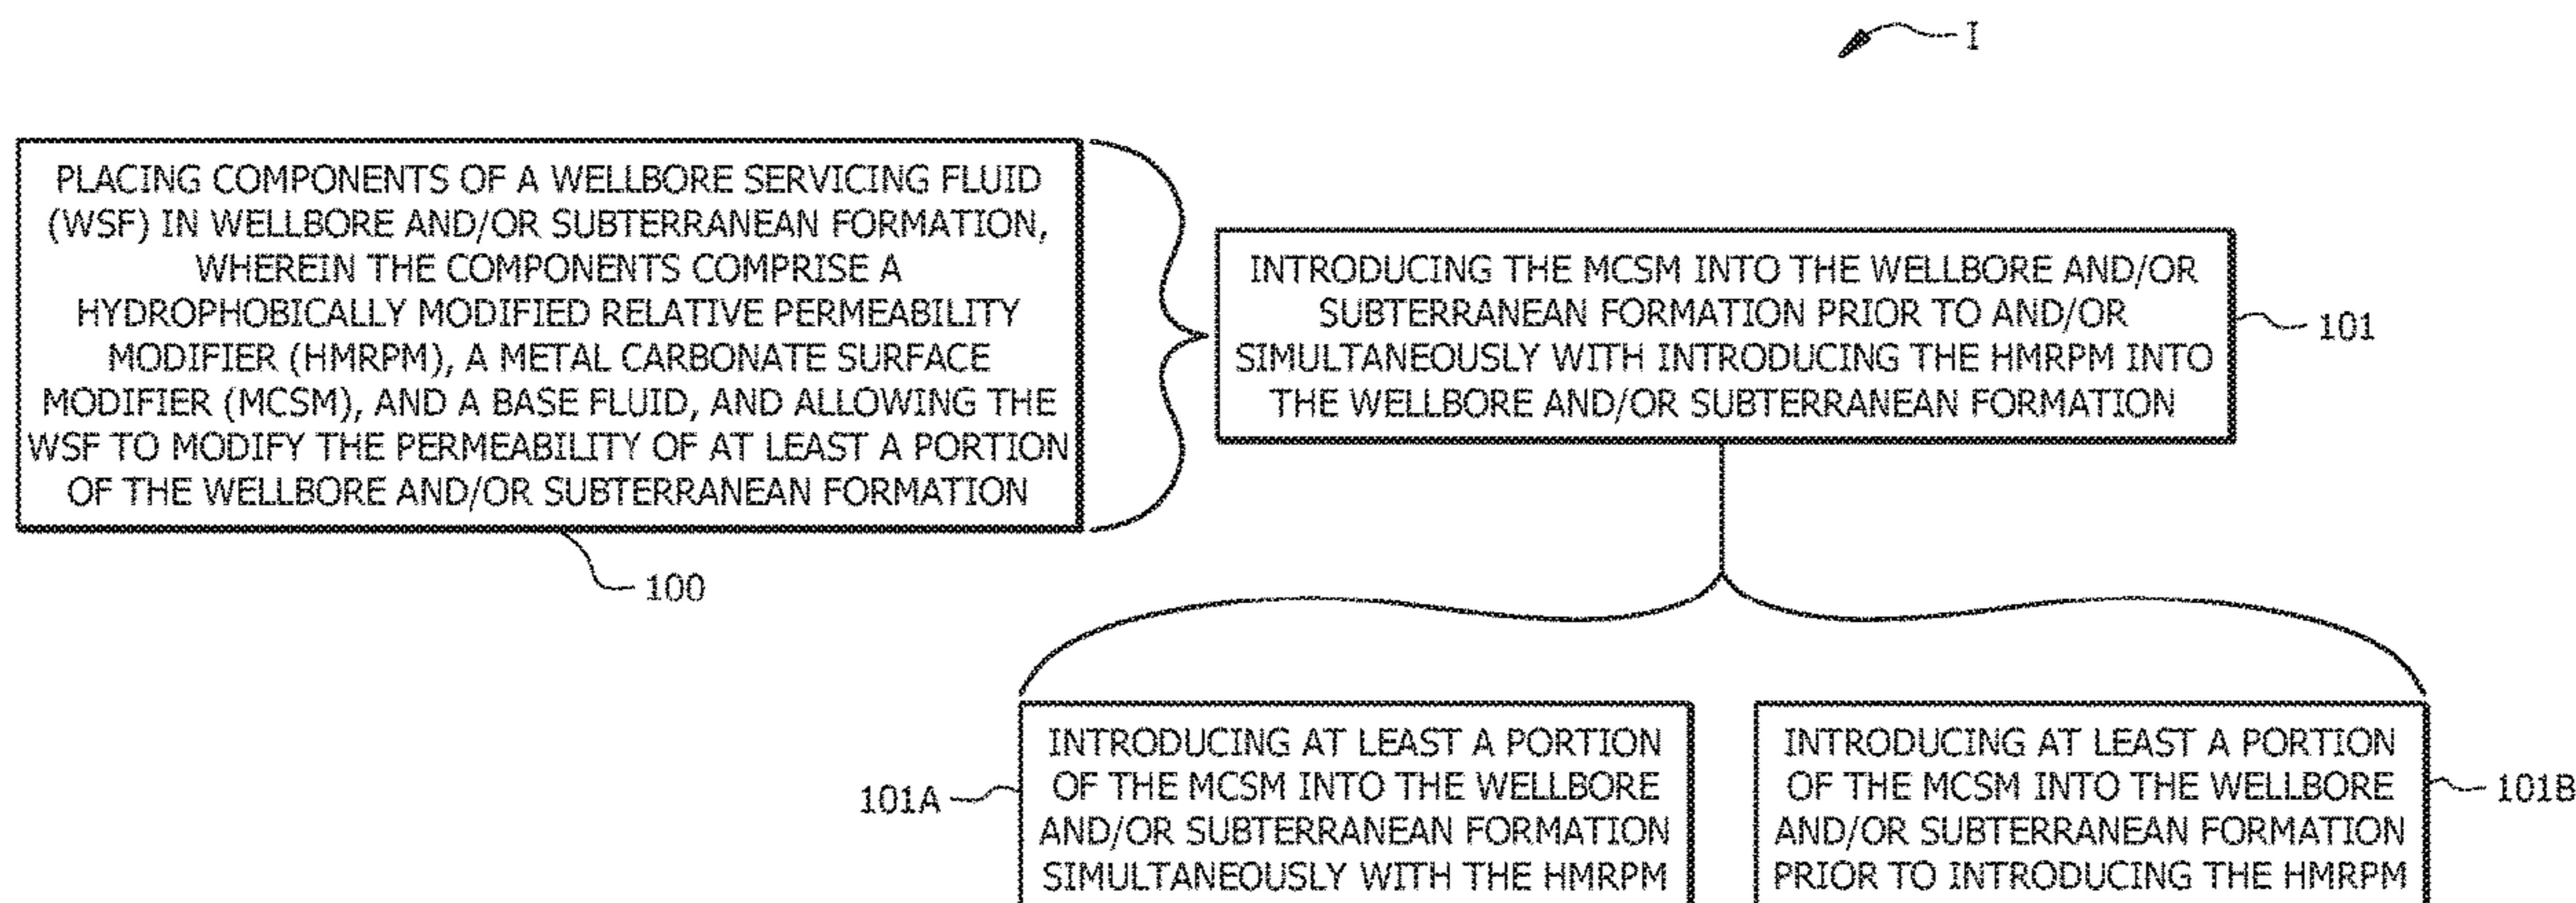 I
PLACING COMPONENTS OF A WELLBORE SERVICING FLUID
(WSF) IN WELLBORE AND/OR SUBTERRANEAN FORMATION,
WHEREIN THE COMPONENTS COMPRISE A
HYDROPHOBICALLY MODIFIED RELATIVE PERMEABILITY
MODIFIER (HMRPM), A METAL CARBONATE SURFACE
MODIFIER (MCSM), AND A BASE FLUID, AND ALLOWING THE
WSF TO MODIFY THE PERMEABILITY OF AT LEAST A PORTION
OF THE WELLBORE AND/OR SUBTERRANEAN FORMATION
100
INTRODUCING THE MCSM INTO THE WELLBORE AND/OR
SUBTERRANEAN FORMATION PRIOR TO AND/OR
SIMULTANEOUSLY WITH INTRODUCING THE HMRPM INTO
THE WELLBORE AND/OR SUBTERRANEAN FORMATION
101
101A
INTRODUCING AT LEAST A PORTION
OF THE MCSM INTO THE WELLBORE
AND/OR SUBTERRANEAN FORMATION
SIMULTANEOUSLY WITH THE HMRPM
INTRODUCING AT LEAST A PORTION
OF THE MCSM INTO THE WELLBORE
AND/OR SUBTERRANEAN FORMATION
PRIOR TO INTRODUCING THE HMRPM
101B